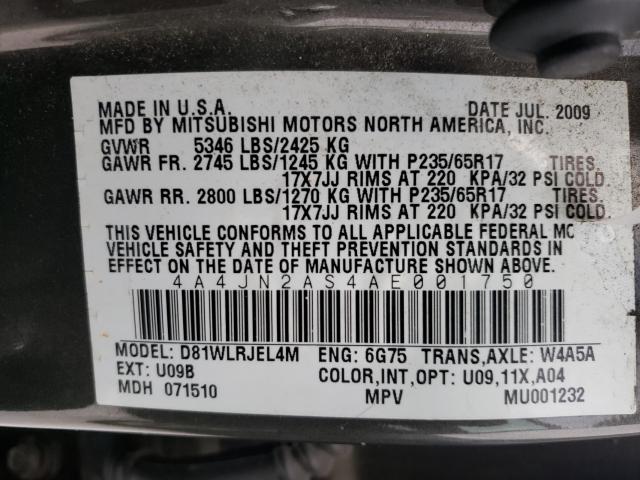 MADE IN U.S.A. DATE JUL. 2009
MFD BY MITSUBISHI MOTORS NORTH AMERICA, INC.
GVWR 5346 LBS/2425 KG
GAWR FR. 2745 LBS/1245 KG WITH P235/65R17 TIRES.
17X7JJ RIMS AT 220 KPA/32 PSI COLD.
GAWR RR. 2800 LBS/1270 KG WITH P235/65R17 TIRES.
17X7JJ RIMS AT 220 KPA/32 PSI COLD.
THIS VEHICLE CONFORMS TO ALL APPLICABLE FEDERAL MO
VEHICLE SAFETY AND THEFT PREVENTION STANDARDS IN
EFFECT ON THE DATE OF MANUFACTURE SHOWN ABOVE.
4A4JN2AS4AE001750
MODEL: D81WLRJEL4M ENG: 6G75 TRANS,AXLE: W4A5A
EXT: U09B COLOR,INT,OPT: U09,11X,A04
MDH 071510 MPV MU001232